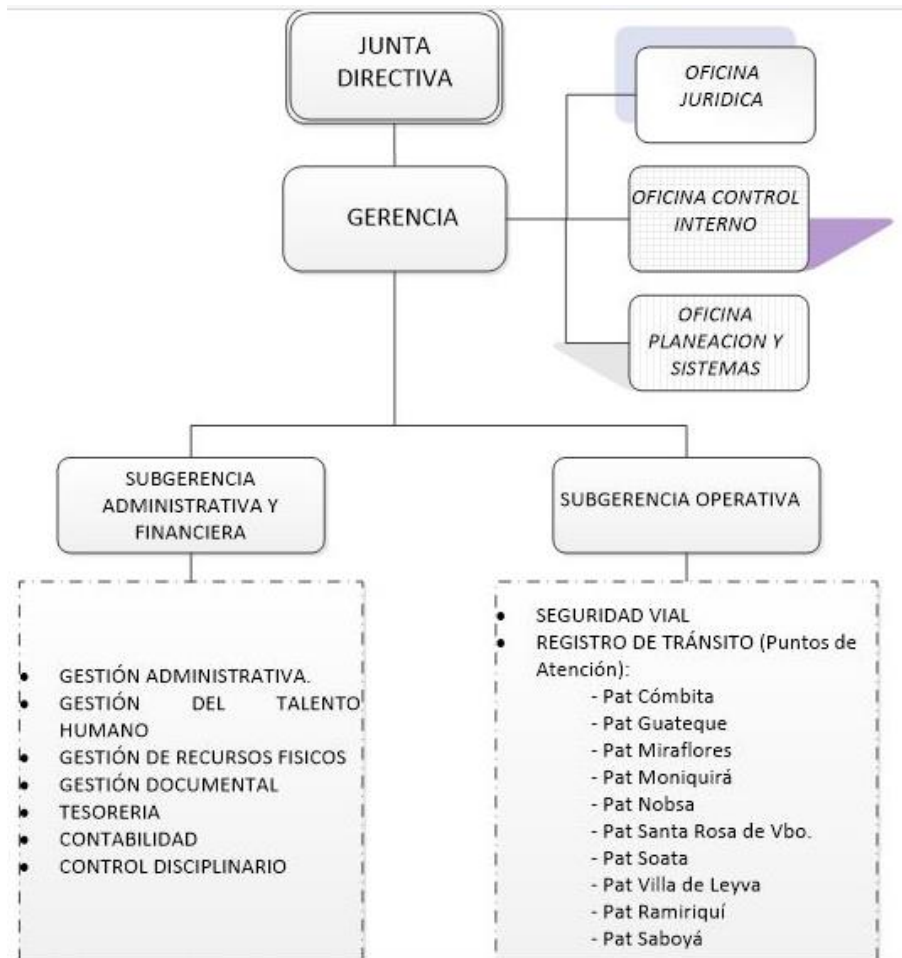 JUNTA
DIRECTIVA
OFICINA
JURIDICA
GERENCIA
OFICINA CONTROL
INTERNO
OFICINA
PLANEACION Y
SISTEMAS
SUBGERENCIA
ADMINISTRATIVA Y
FINANCIERA
SUBGERENCIA OPERATIVA
• GESTIÓN ADMINISTRATIVA.
• GESTIÓN DEL TALENTO
HUMANO
• GESTIÓN DE RECURSOS FISICOS
• GESTIÓN DOCUMENTAL
• TESORERIA
• CONTABILIDAD
• CONTROL DISCIPLINARIO
• SEGURIDAD VIAL
• REGISTRO DE TRÁNSITO (Puntos de
Atención):
- Pat Cómbita
- Pat Guateque
- Pat Miraflores
- Pat Moniquirá
- Pat Nobsa
- Pat Santa Rosa de Vbo.
- Pat Soata
- Pat Villa de Leyva
- Pat Ramiriquí
- Pat Saboyá